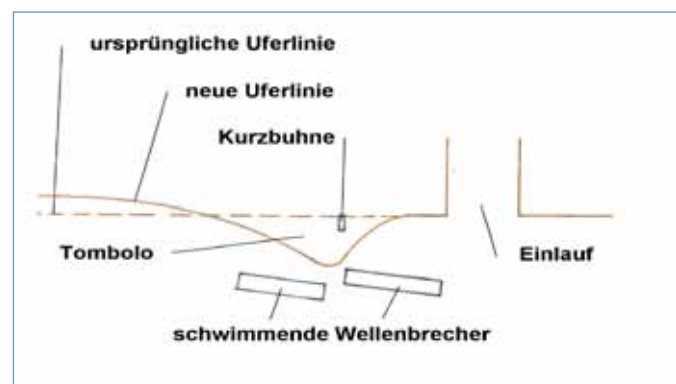 ursprüngliche Uferlinie
neue Uferlinie
Kurzbuhne
Tombolo
Einlauf
schwimmende Wellenbrecher